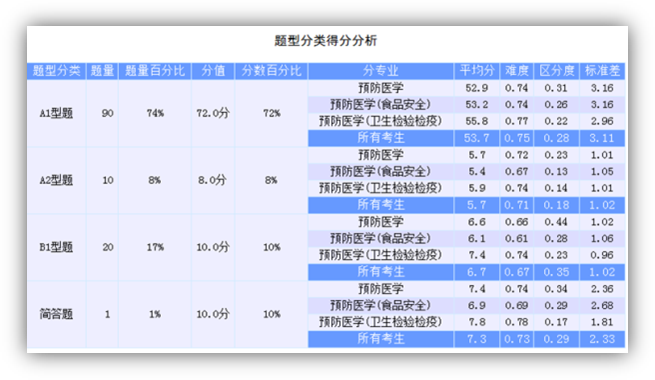 题型分类得分分析
题型分类 题量 题量百分比 分值 分数百分比 分专业 平均分 难度 区分度 标准差
A1型题 90 74% 72.0分 72% 预防医学 52.9 0.74 0.31 3.16
预防医学(食品安全) 53.2 0.74 0.26 3.16
预防医学(卫生检验检疫) 55.8 0.77 0.22 2.96
所有考生 53.7 0.75 0.28 3.11
A2型题 10 8% 8.0分 8% 预防医学 5.7 0.72 0.23 1.01
预防医学(食品安全) 5.4 0.67 0.13 1.05
预防医学(卫生检验检疫) 5.9 0.74 0.14 1.01
所有考生 5.7 0.71 0.18 1.02
B1型题 20 17% 10.0分 10% 预防医学 6.6 0.66 0.44 1.02
预防医学(食品安全) 6.1 0.61 0.28 1.06
预防医学(卫生检验检疫) 7.4 0.74 0.23 0.96
所有考生 6.7 0.67 0.35 1.02
简答题 1 1% 10.0分 10% 预防医学 7.4 0.74 0.34 2.36
预防医学(食品安全) 6.9 0.69 0.29 2.68
预防医学(卫生检验检疫) 7.8 0.78 0.17 1.81
所有考生 7.3 0.73 0.29 2.33